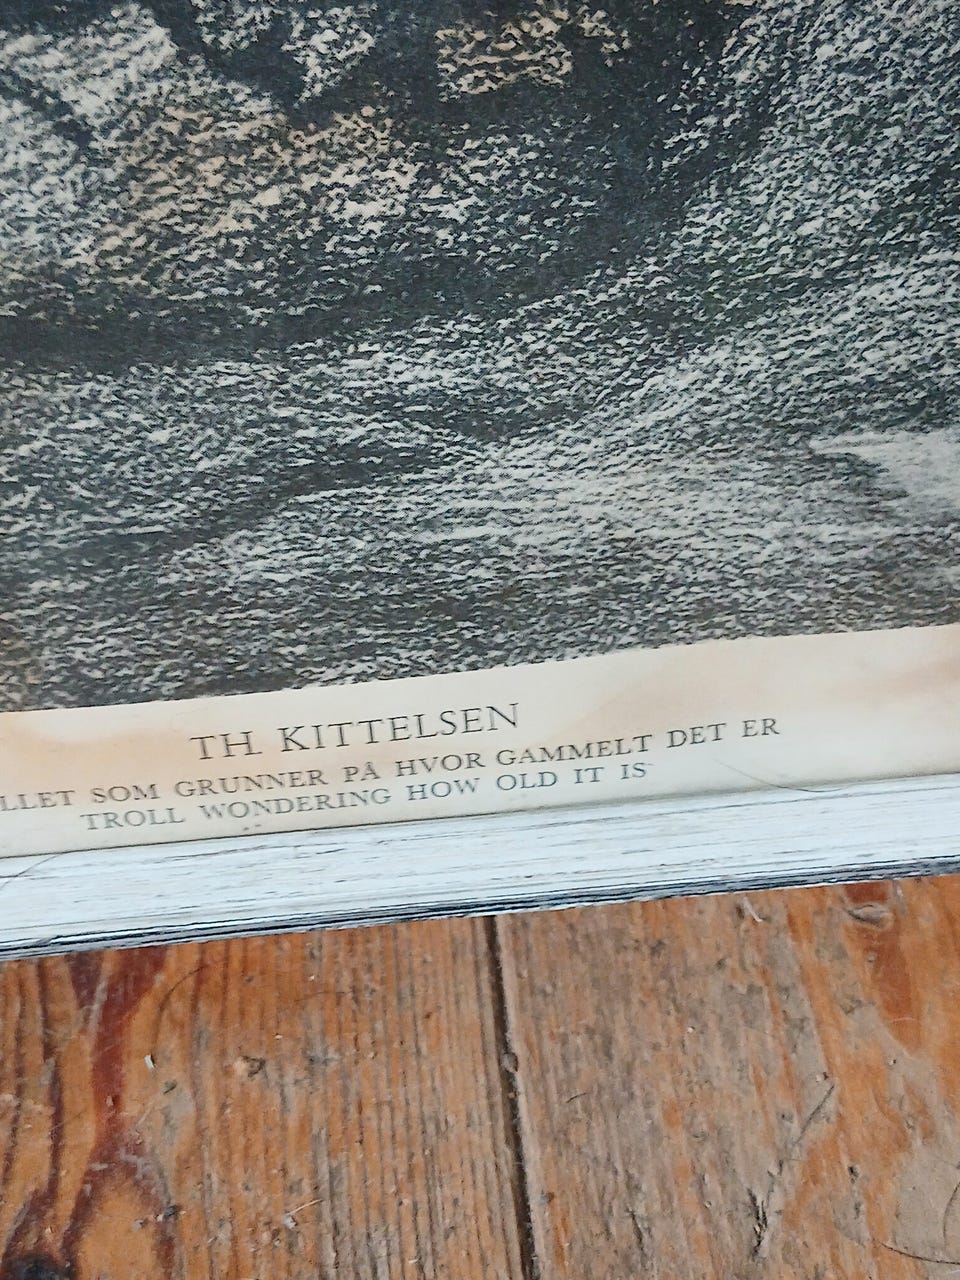 TH. KITTELSEN
LLET SOM GRUNNER PÅ HVOR GAMMELT DET ER
TROLL WONDERING HOW OLD IT IS